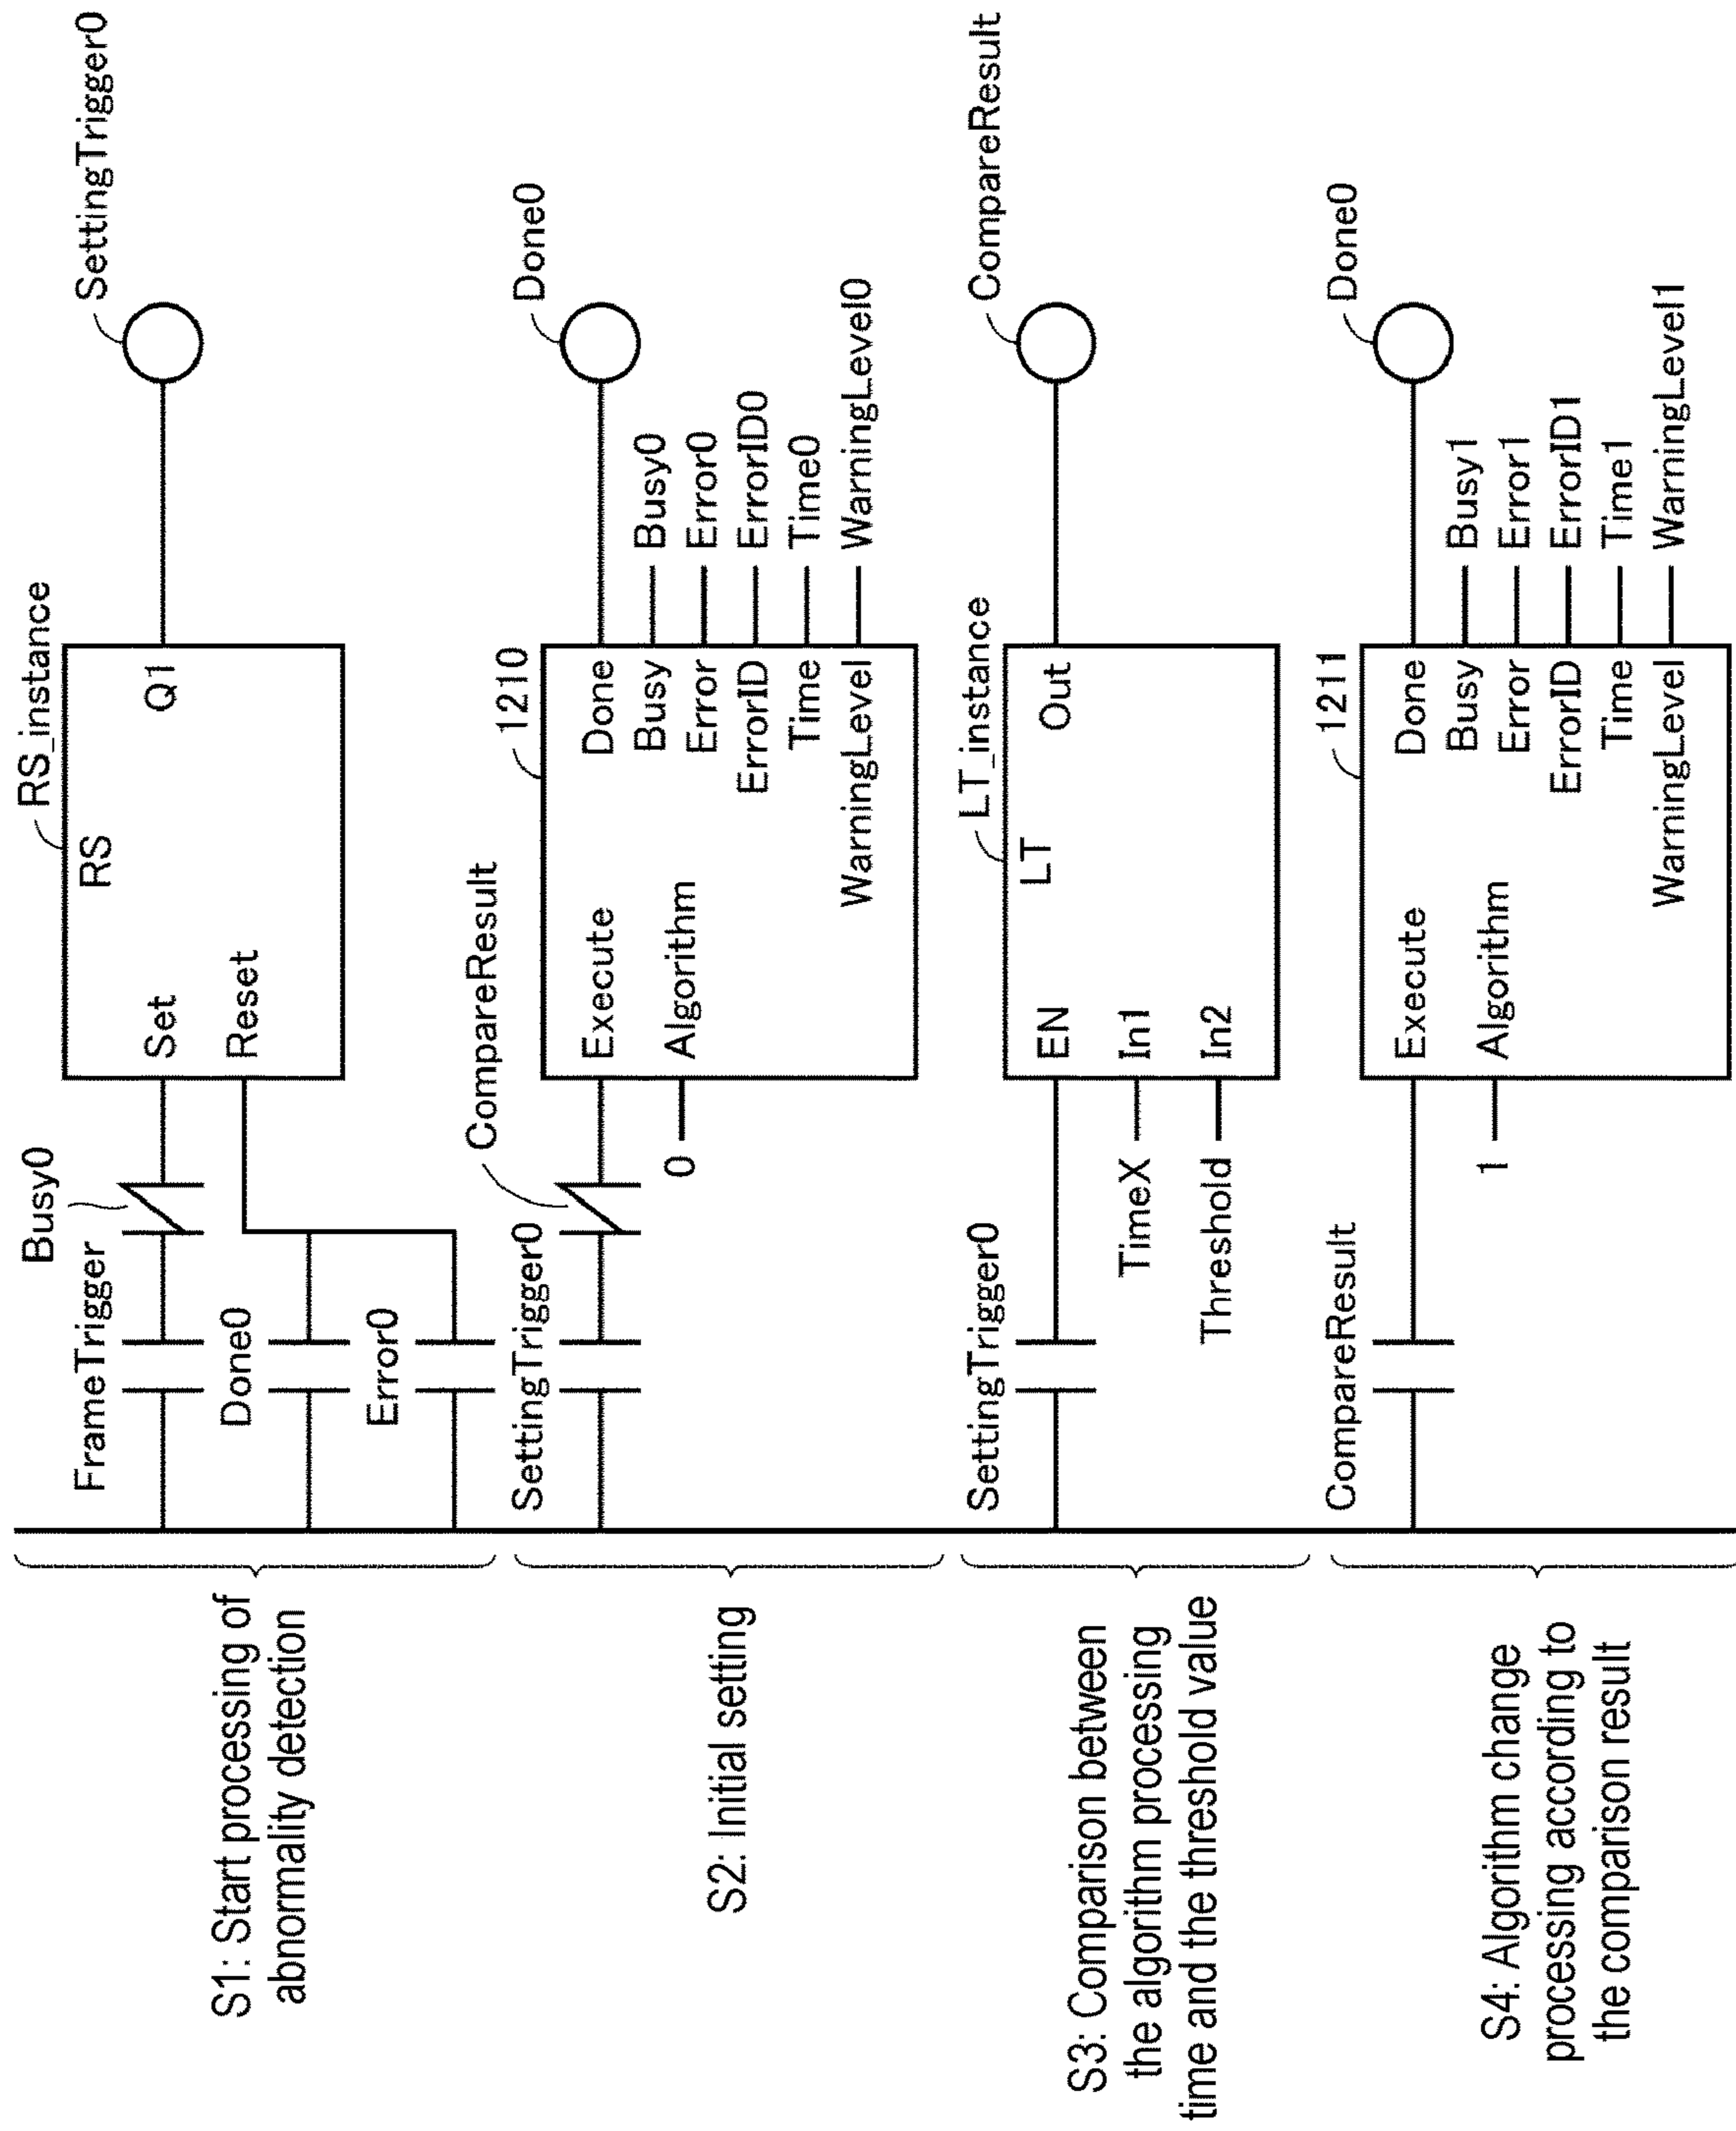 S1: Start processing of
abnormality detection
FrameTrigger
Busy0
Done0
Error0
RS_instance
RS
Set
Reset
Q1
SettingTrigger0
S2: Initial setting
SettingTrigger0
CompareResult
0
1210
Execute
Algorithm
Done
Busy
Error
ErrorID
Time
WarningLevel
Done0
Busy0
Error0
ErrorID0
Time0
WarningLevel0
S3: Comparison between
the algorithm processing
time and the threshold value
SettingTrigger0
TimeX
Threshold
LT_instance
LT
EN
In1
In2
Out
CompareResult
S4: Algorithm change
processing according to
the comparison result
CompareResult
1
1211
Execute
Algorithm
Done
Busy
Error
ErrorID
Time
WarningLevel
Done0
Busy1
Error1
ErrorID1
Time1
WarningLevel1